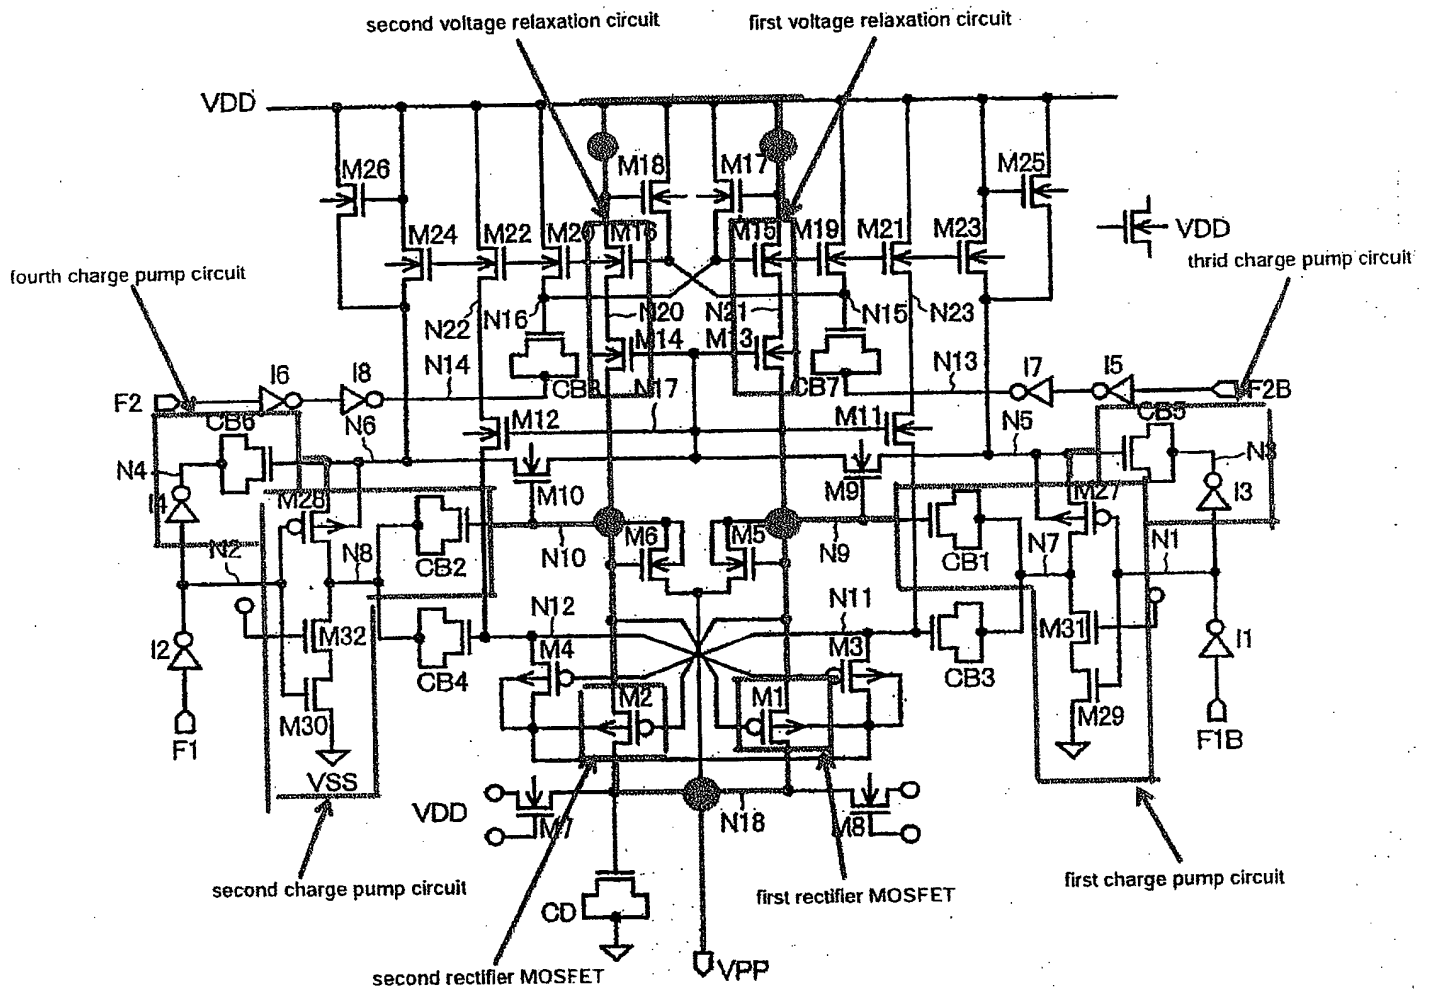 second voltage relaxation circuit
first voltage relaxation circuit
VDD
M26
M18
M17
M25
M24
M22
M20
M16
M15
M19
M21
M23
VDD
fourth charge pump circuit
thrid charge pump circuit
N22
N16
N20
N21
N15
N23
M14
M13
I6
I8
N14
CB8
N17
CB7
N13
I7
I5
F2
F2B
CB6
N6
M12
M11
N5
CB5
N4
N3
I4
M10
M9
I3
M28
M27
N2
N8
CB2
N10
M6
M5
N9
CB1
N7
N1
N12
N11
I2
M32
CB4
M4
M3
CB3
M31
I1
M30
M2
M1
M29
F1
F1B
VSS
VDD
M7
N18
M8
second charge pump circuit
first rectifier MOSFET
first charge pump circuit
CD
second rectifier MOSFET
VPP